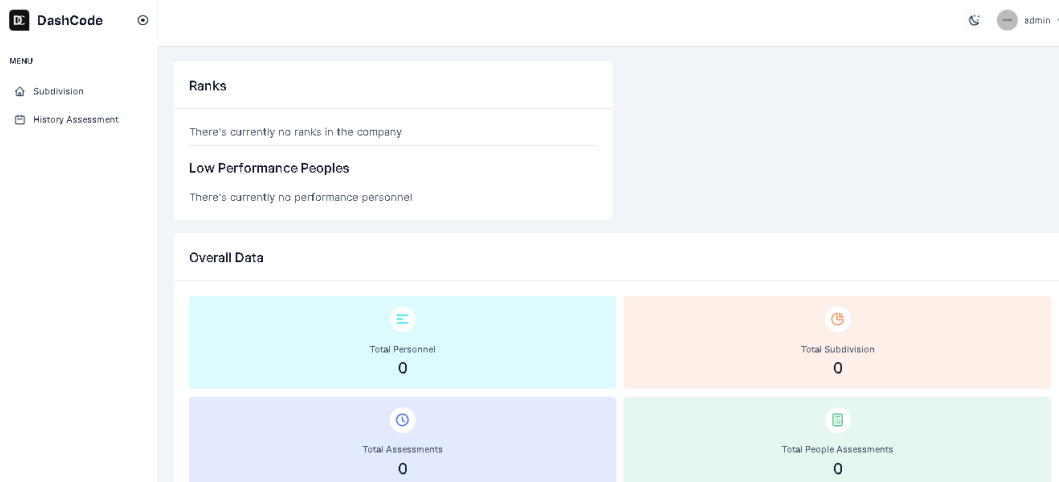 DashCode
admin
MENU
Subdivision
History Assessment
Ranks
There's currently no ranks in the company
Low Performance Peoples
There's currently no performance personnel
Overall Data
Total Personnel
0
Total Subdivision
0
Total Assessments
0
Total People Assessments
0